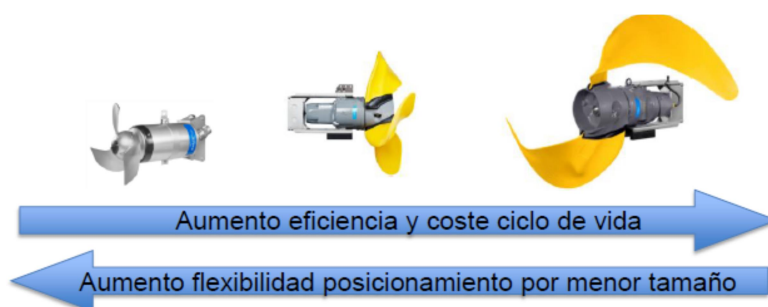 Aumento eficiencia y coste ciclo de vida
Aumento flexibilidad posicionamiento por menor tamaño